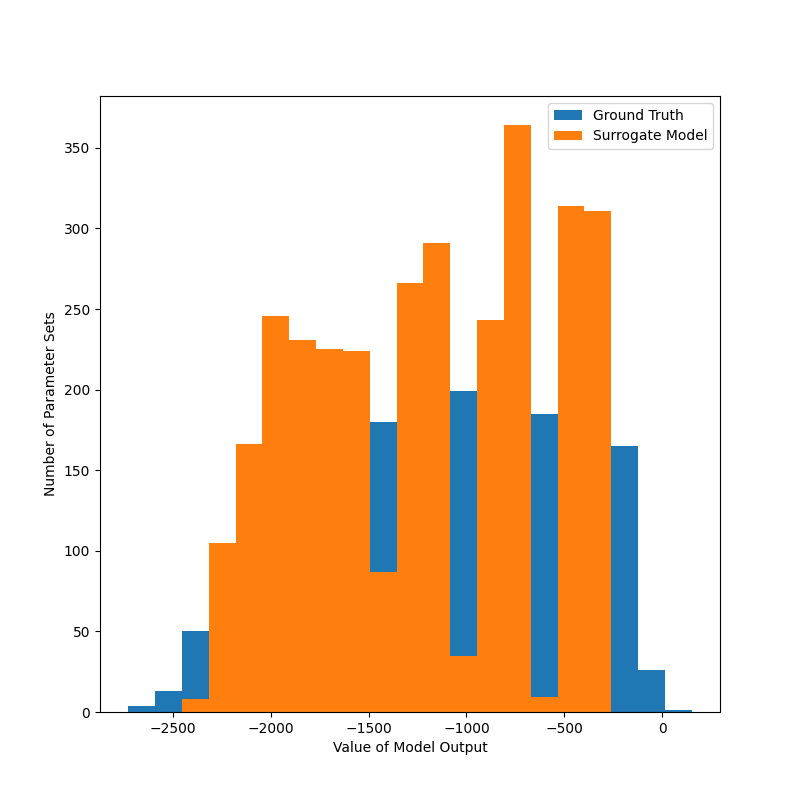 Ground Truth
Surrogate Model
350
300
250
200
150
100
50
0
−2500 −2000 −1500 −1000 −500 0
Value of Model Output
Number of Parameter Sets